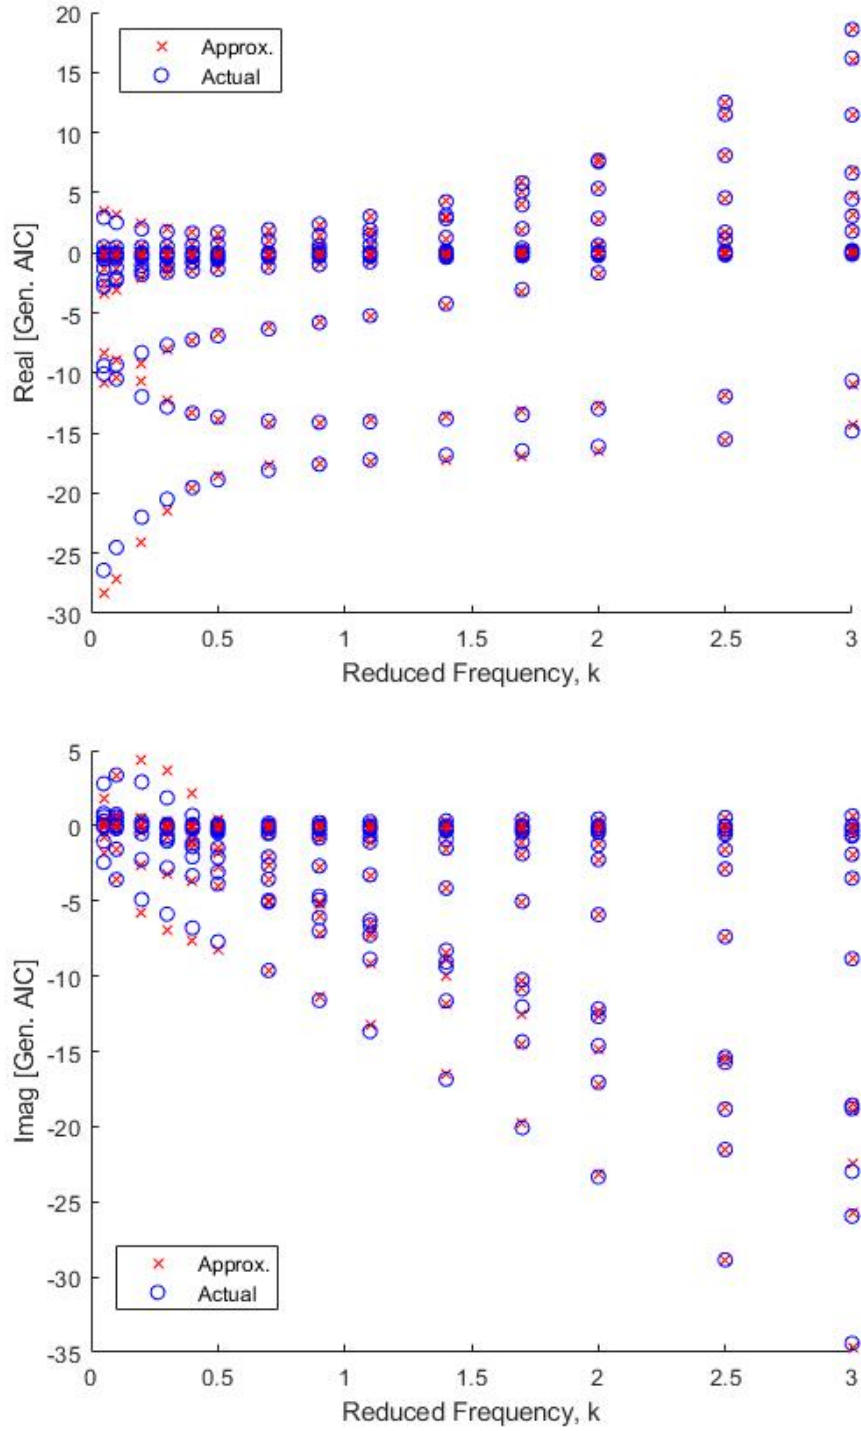 20
15
10
5
0
-5
-10
-15
-20
-25
-30
Real [Gen. AIC]
Approx.
Actual
0 0.5 1 1.5 2 2.5 3
Reduced Frequency, k
5
0
-5
-10
-15
-20
-25
-30
-35
Imag [Gen. AIC]
Approx.
Actual
0 0.5 1 1.5 2 2.5 3
Reduced Frequency, k